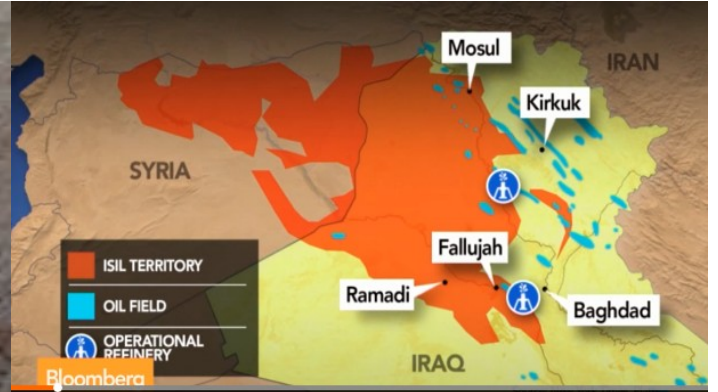 Mosul
IRAN
Kirkuk
SYRIA
ISIL TERRITORY
Fallujah
OIL FIELD
Ramadi
Baghdad
OPERATIONAL
REFINERY
IRAQ
Bloomberg